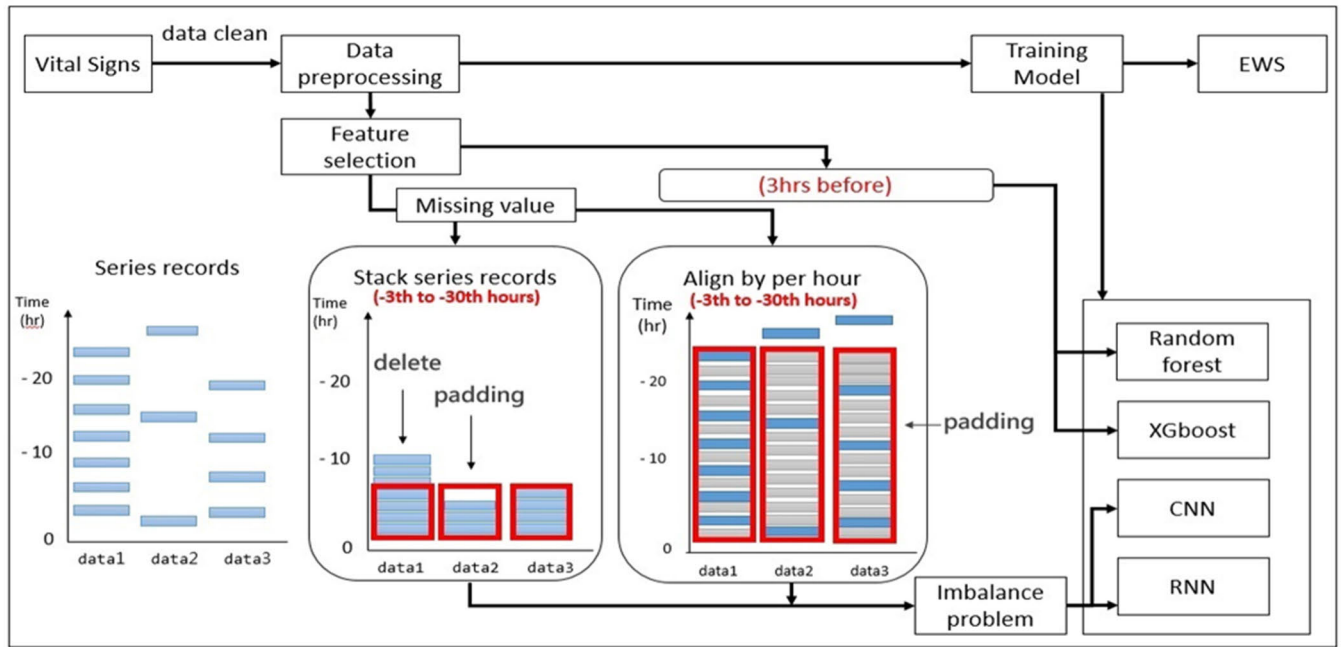 data clean
Vital Signs
Data
preprocessing
Training
Model
EWS
Feature
selection
(3hrs before)
Missing value
Series records
Time
(hr)
- 20
- 10
0
data1
data2
data3
Stack series records
(-3th to -30th hours)
Time
(hr)
delete
- 20
padding
- 10
0
data1
data2
data3
Align by per hour
(-3th to -30th hours)
Time
(hr)
- 20
padding
- 10
0
data1
data2
data3
Imbalance
problem
Random
forest
XGboost
CNN
RNN